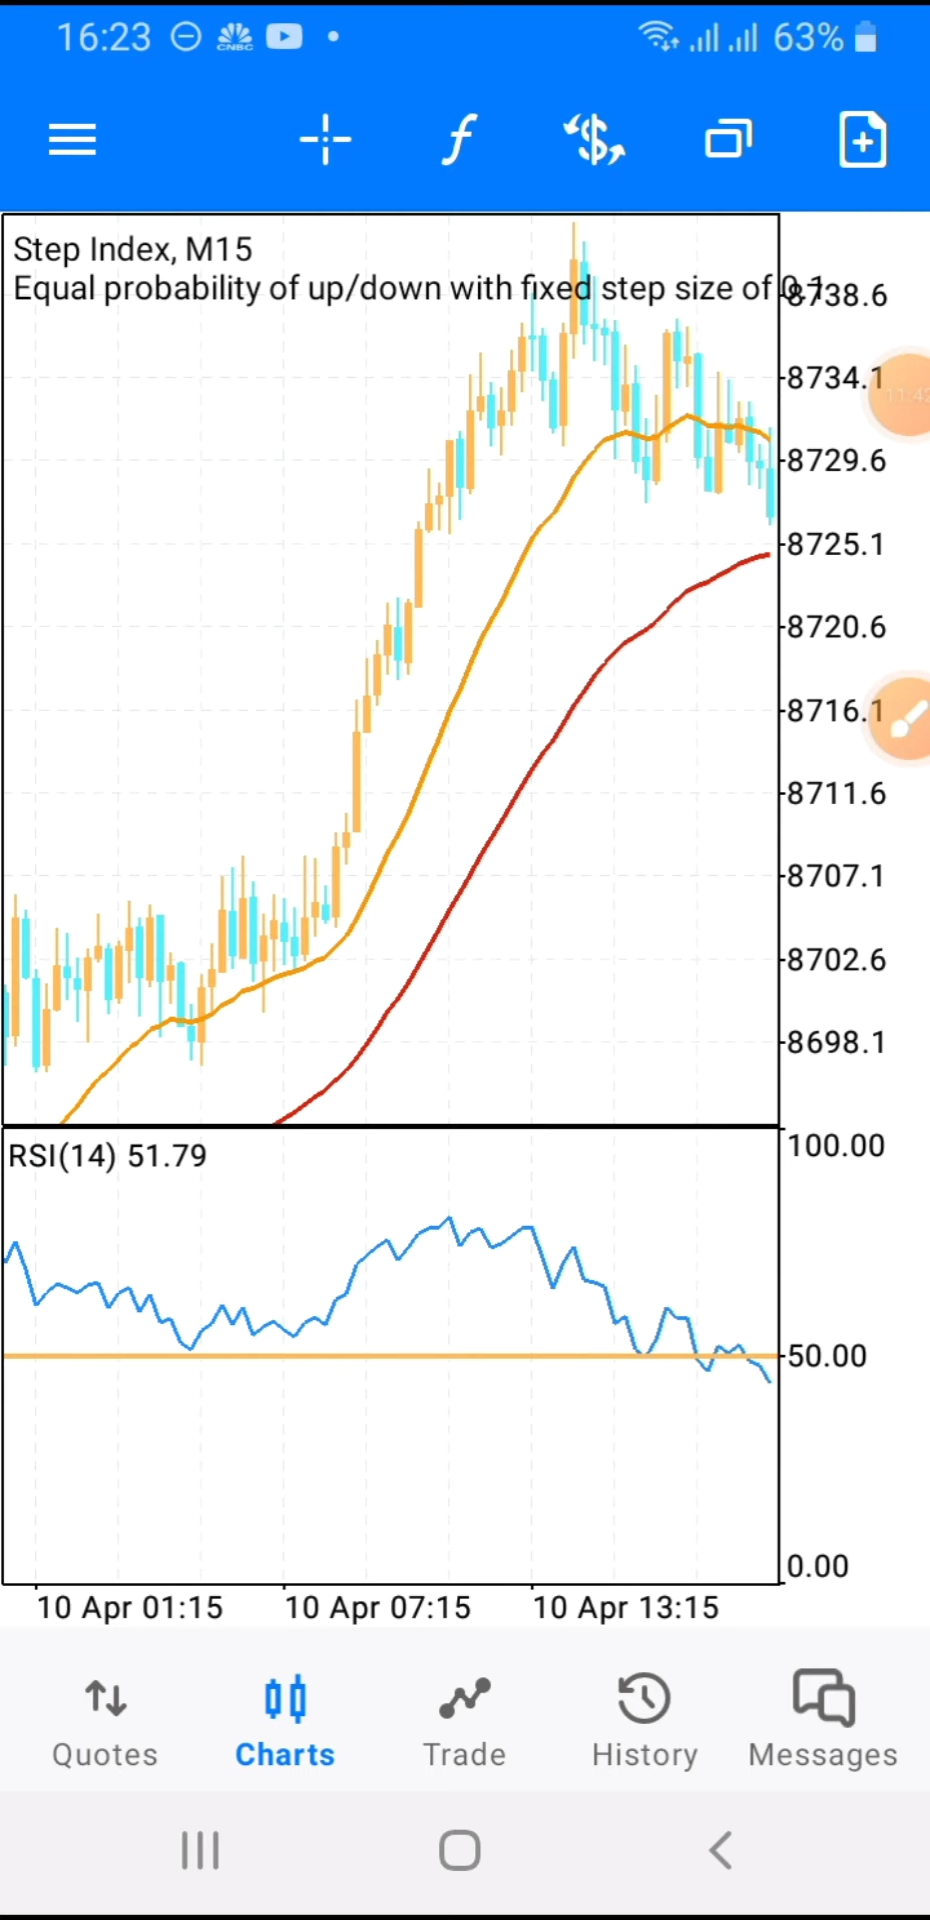 16:23
CNBC
63%
Step Index, M15
Equal probability of up/down with fixed step size of 0.1
8738.6
8734.1
11:42
8729.6
8725.1
8720.6
8716.1
8711.6
8707.1
8702.6
8698.1
RSI(14) 51.79
100.00
50.00
0.00
10 Apr 01:15 10 Apr 07:15 10 Apr 13:15
Quotes Charts Trade History Messages